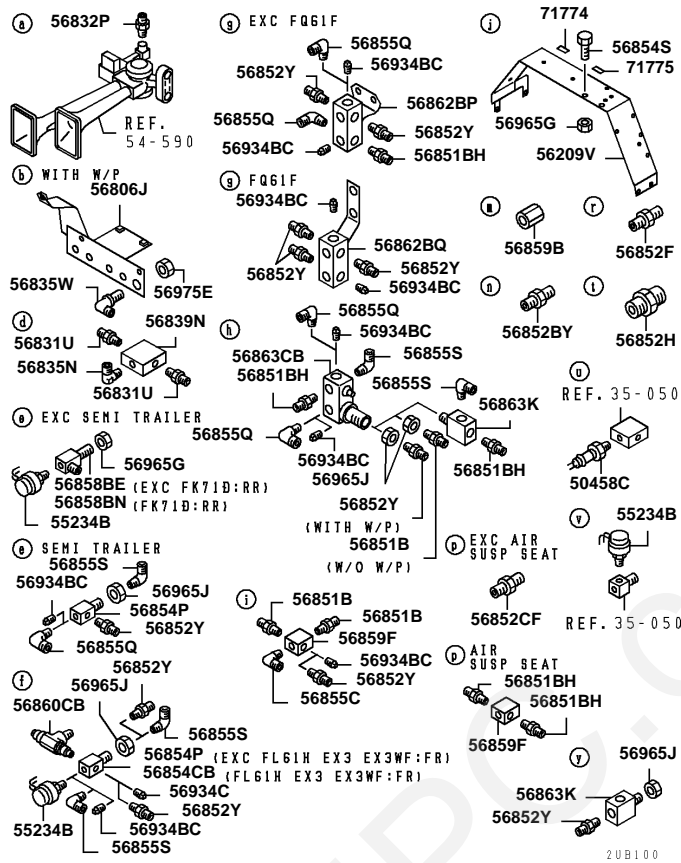 a 56832P
REF.
54-590
b WITH W/P
56806J
56835W
56975E
d
56839N
56831U
56835N
56831U
e EXC SEMI TRAILER
56965G
56858BE (EXC FK71D:RR)
56858BN (FK71D:RR)
55234B
e SEMI TRAILER
56855S
56934BC
56965J
56854P
56852Y
56855Q
f
56852Y
56965J
56860CB
56855S
56854P (EXC FL61H EX3 EX3WF:FR)
56854CB (FL61H EX3 EX3WF:FR)
56934C
56852Y
55234B
56934BC
56855S
g EXC FQ61F
56855Q
56934BC
56852Y
56862BP
56855Q
56852Y
56934BC
56851BH
g FQ61F
56934BC
56862BQ
56852Y
56852Y
56934BC
h
56855Q
56934BC
56863CB
56855S
56851BH
56855S
56863K
56855Q
56934BC
56965J
56851BH
56852Y
(WITH W/P)
56851B
(W/O W/P)
i
56851B
56851B
56859F
56934BC
56852Y
56855C
j
71774
56854S
71775
56965G
56209V
m
56859B
r
56852F
n
56852BY
t
56852H
u
REF. 35-050
50458C
p EXC AIR
SUSP SEAT
56852CF
v
55234B
REF. 35-050
p AIR
SUSP SEAT
56851BH
56851BH
56859F
y
56965J
56863K
56852Y
2UB100